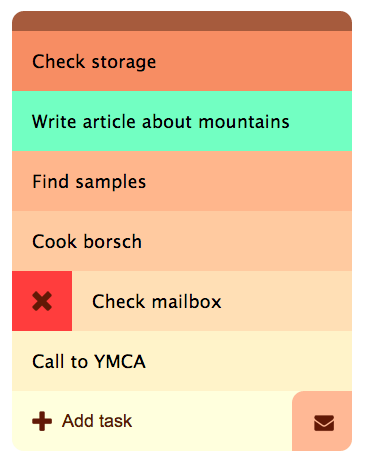 Check storage
Write article about mountains
Find samples
Cook borsch
Check mailbox
Call to YMCA
Add task